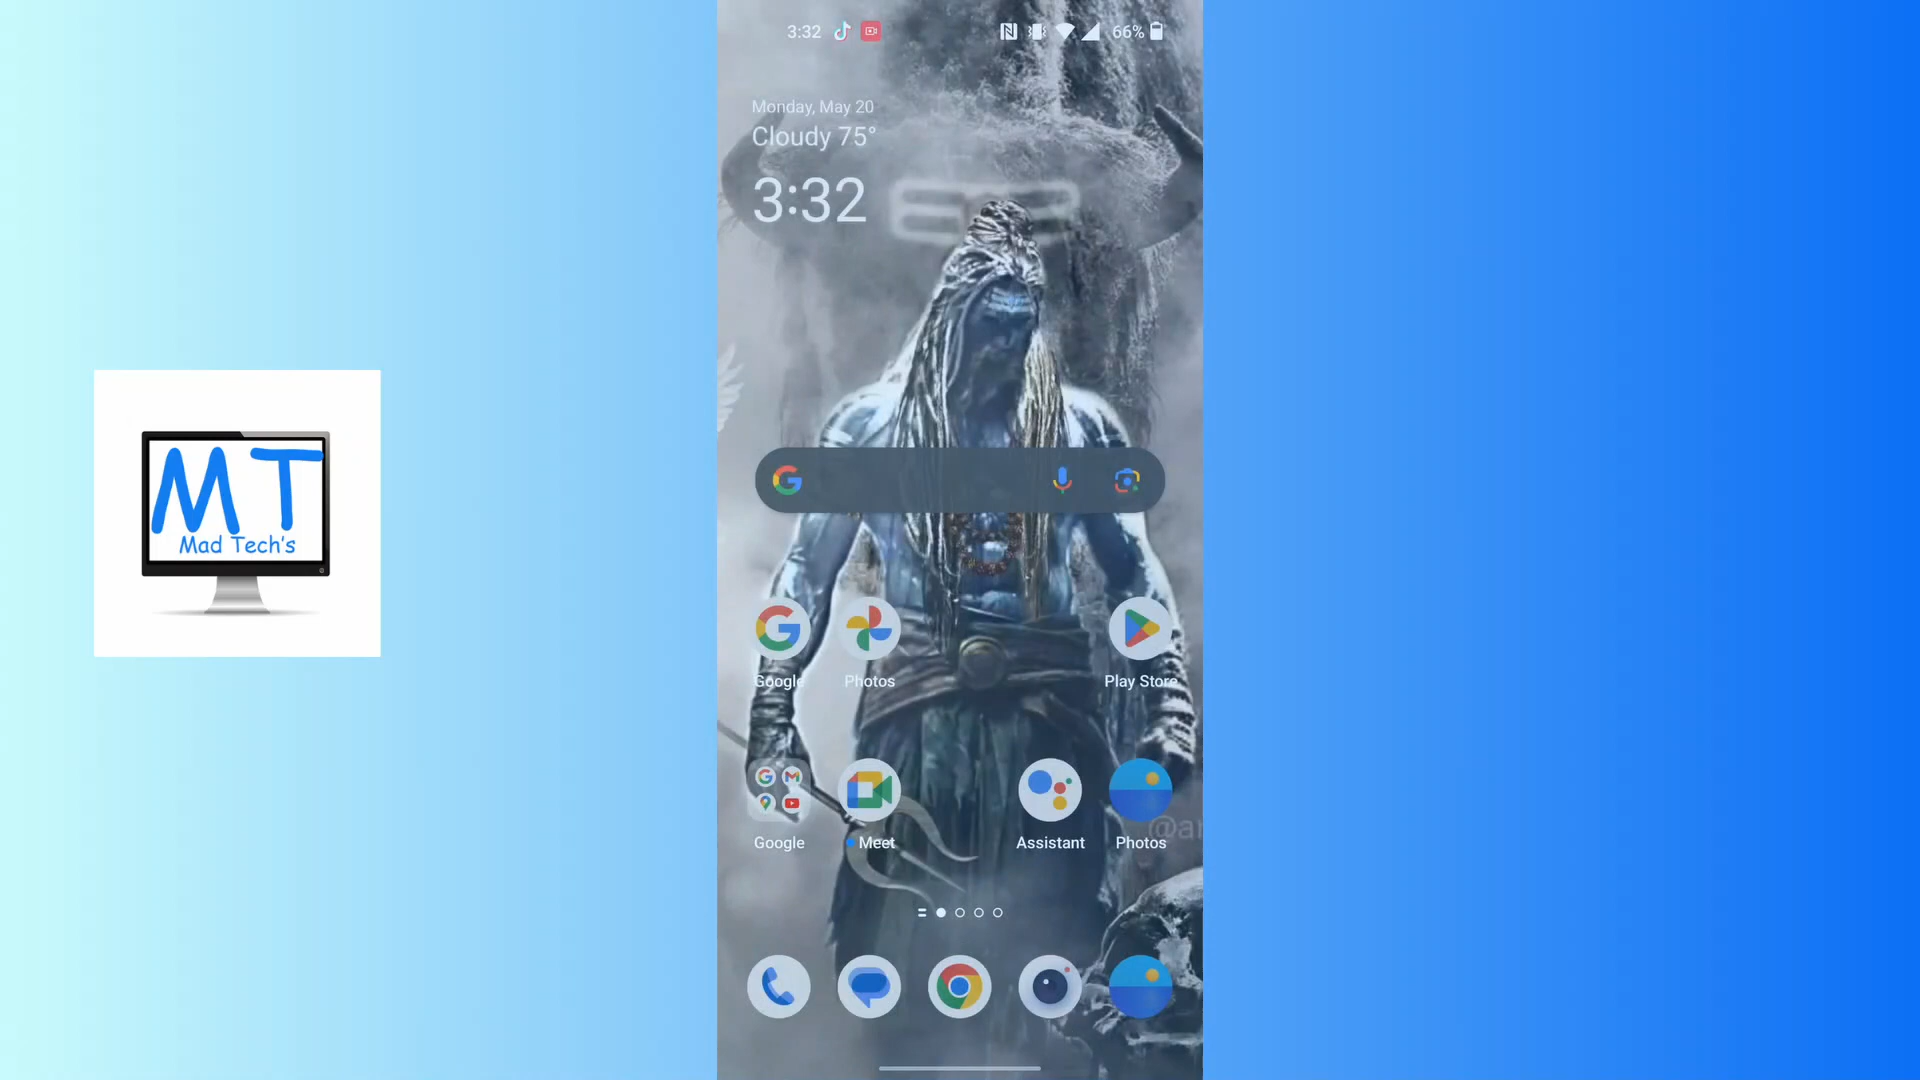 3:32
66%
Monday, May 20
Cloudy 75°
3:32
MT
Mad Tech's
Google
Photos
Play Store
Google
Meet
Assistant
Photos